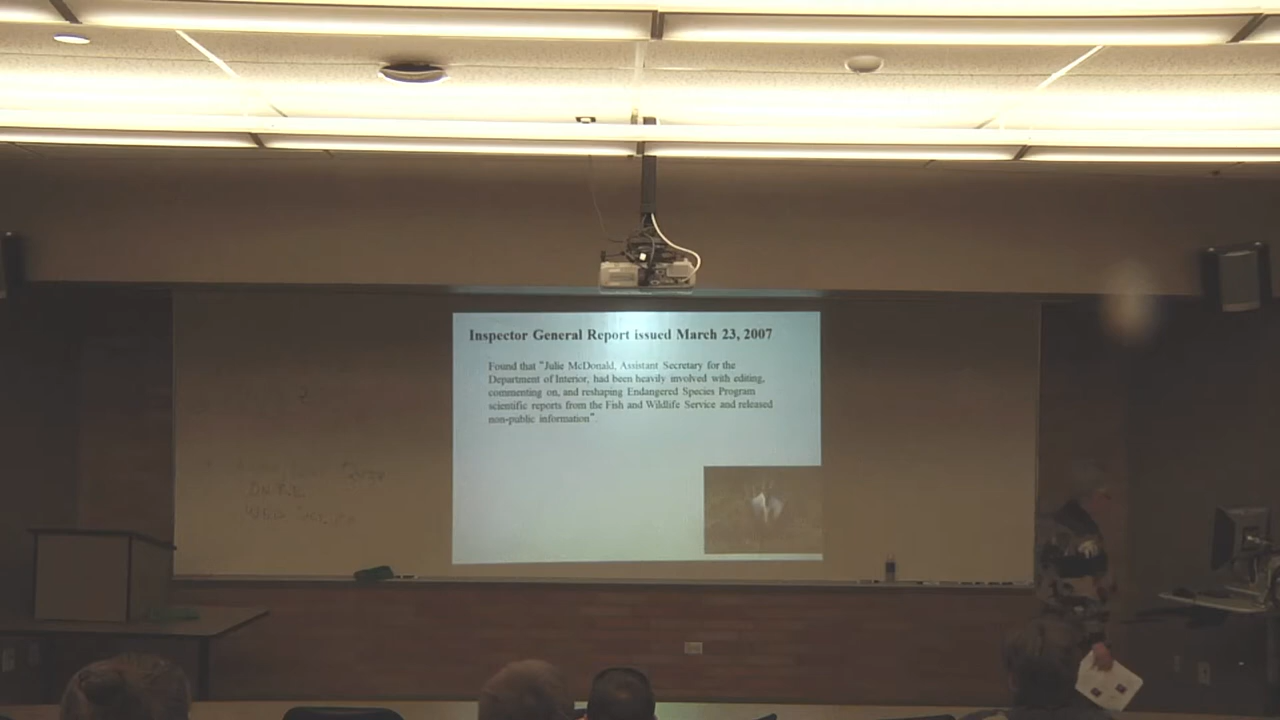 Inspector General Report issued March 23, 2007
Found that "Julie McDonald, Assistant Secretary for the
Department of Interior, had been heavily involved with editing,
commenting on, and reshaping Endangered Species Program
scientific reports from the Fish and Wildlife Service and released
non-public information"